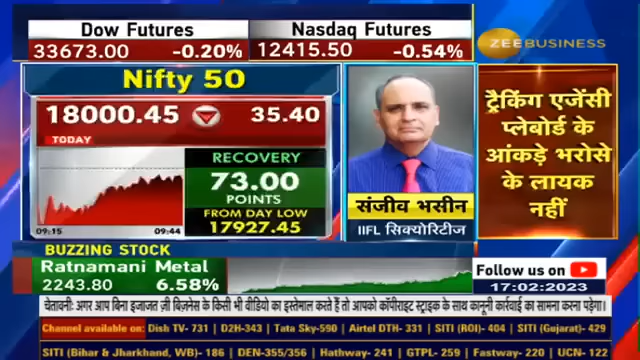 Dow Futures
33673.00 -0.20%
Nasdaq Futures
12415.50 -0.54%
ZEE BUSINESS
Nifty 50
18000.45 35.40
TODAY
RECOVERY
73.00
POINTS
FROM DAY LOW
17927.45
09:15 09:44
संजीव भसीन
IIFL सिक्योरिटीज
ट्रैकिंग एजेंसी
प्लेबोर्ड के
आंकड़े भरोसे
के लायक
नहीं
BUZZING STOCK
Ratnamani Metal
2243.80 6.58%
Follow us on
17-02-2023
चेतावनी: अगर आप बिना इजाजत ज़ी बिज़नेस के किसी भी वीडियो का इस्तेमाल करते हैं तो आपको कॉपीराइट स्ट्राइक के साथ कानूनी कार्रवाई का सामना करना पड़ेगा।
Channel available on: Dish TV- 731 | D2H-343 | Tata Sky-590 | Airtel DTH- 331 | SITI (ROI) - 404 | SITI (Gujarat) - 429
SITI (Bihar & Jharkhand, WB)- 186 | DEN-355/356 | Hathway- 241 | GTPL- 259 | Fastway- 220 | UCN- 122